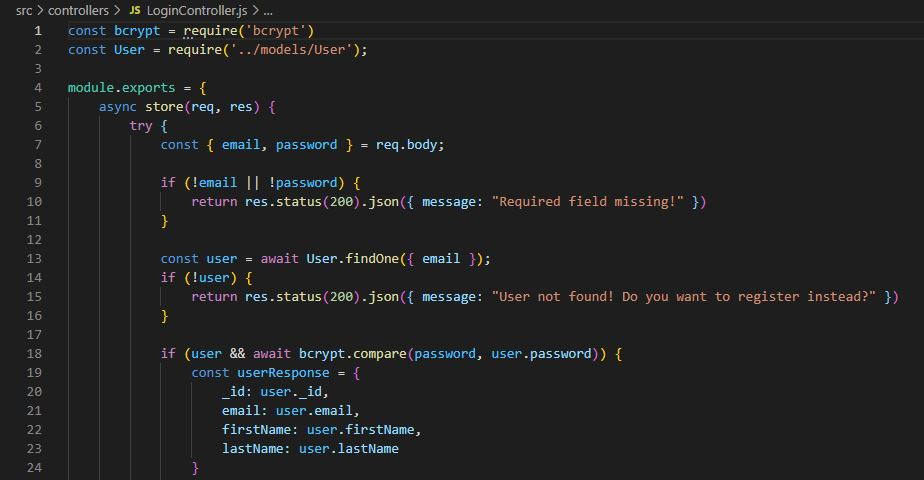 src > controllers > JS LoginController.js > ...
1 const bcrypt = require('bcrypt')
2 const User = require('../models/User');
3
4 module.exports = {
5     async store(req, res) {
6         try {
7             const { email, password } = req.body;
8
9             if (!email || !password) {
10                 return res.status(200).json({ message: "Required field missing!" })
11             }
12
13             const user = await User.findOne({ email });
14             if (!user) {
15                 return res.status(200).json({ message: "User not found! Do you want to register instead?" })
16             }
17
18             if (user && await bcrypt.compare(password, user.password)) {
19                 const userResponse = {
20                     _id: user._id,
21                     email: user.email,
22                     firstName: user.firstName,
23                     lastName: user.lastName
24                 }